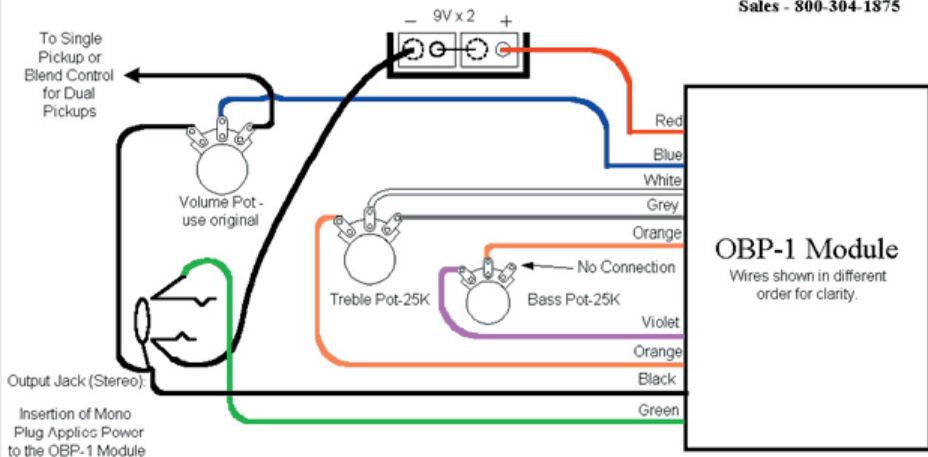 Sales - 800-304-1875
- 9V x 2 +
To Single
Pickup or
Blend Control
for Dual
Pickups
Red
Blue
White
Volume Pot -
use original
Grey
Orange
OBP-1 Module
Wires shown in different
order for clarity.
No Connection
Treble Pot-25K
Bass Pot-25K
Violet
Orange
Black
Output Jack (Stereo):
Green
Insertion of Mono
Plug Applies Power
to the OBP-1 Module